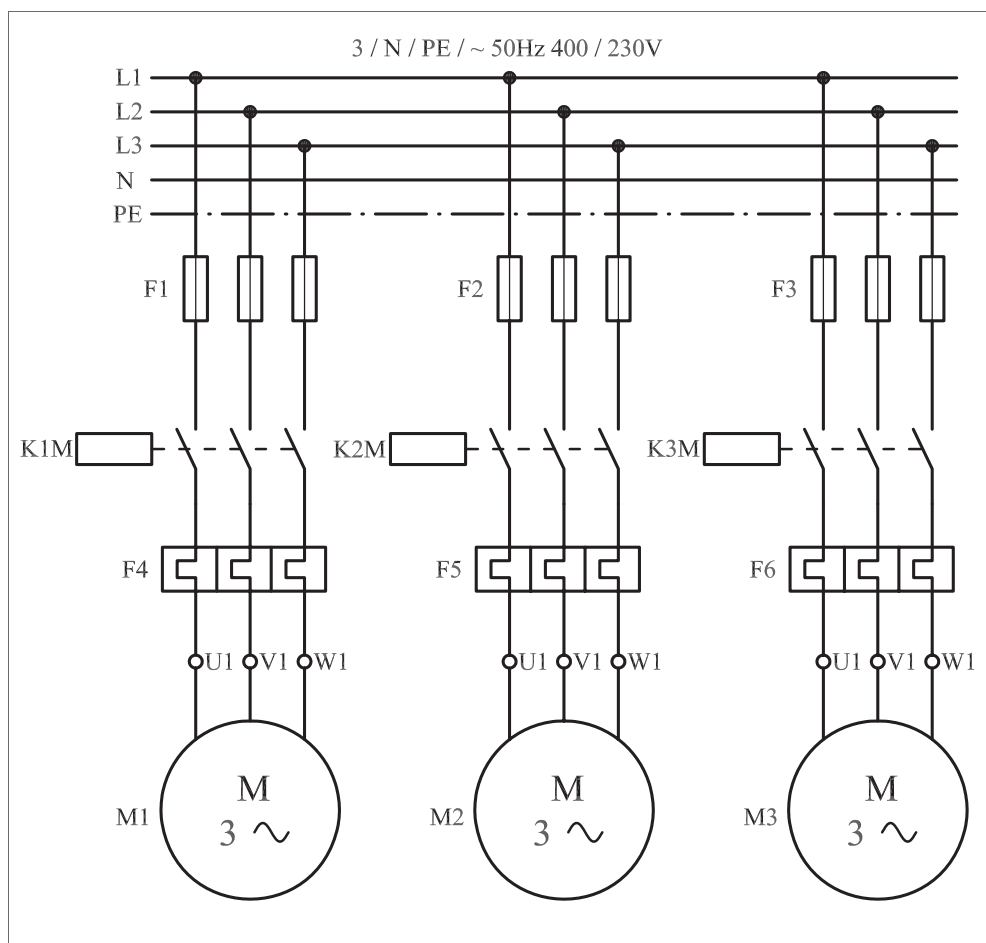 3 / N / PE / ~ 50Hz 400 / 230V
L1
L2
L3
N
PE
F1 F2 F3
K1M K2M K3M
F4 F5 F6
U1 V1 W1 U1 V1 W1 U1 V1 W1
M M M
M1 3 ~ M2 3 ~ M3 3 ~